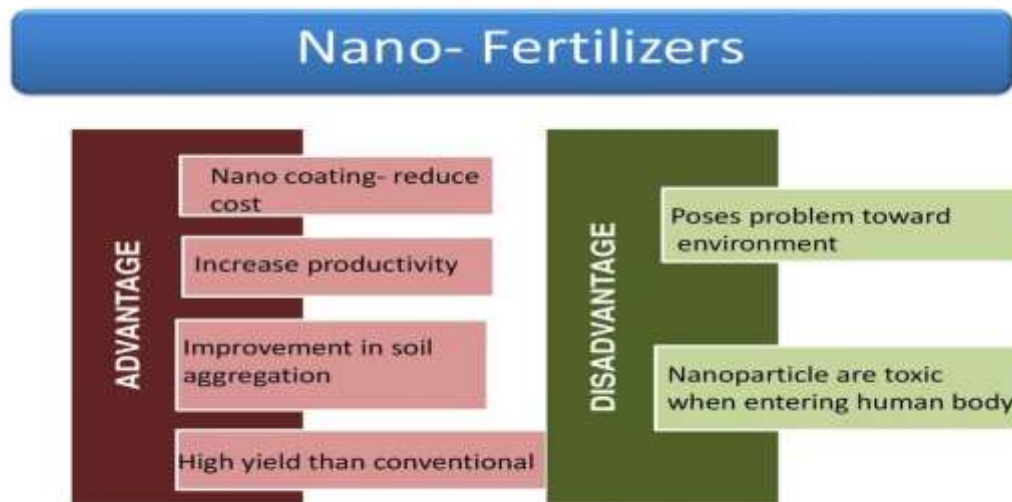 Nano- Fertilizers
ADVANTAGE
Nano coating- reduce
cost
Increase productivity
Improvement in soil
aggregation
High yield than conventional
DISADVANTAGE
Poses problem toward
environment
Nanoparticle are toxic
when entering human body